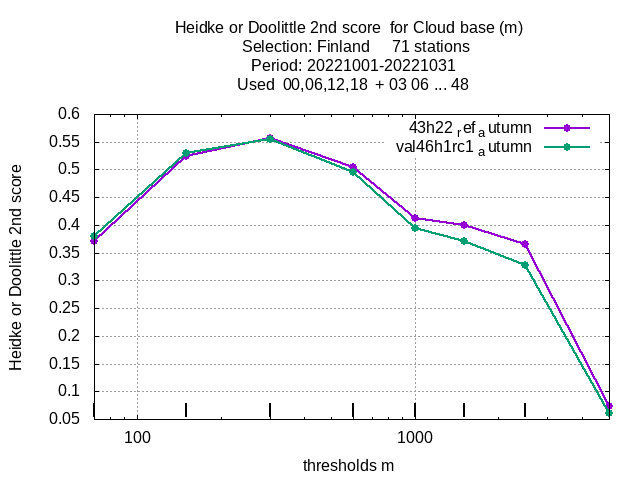 Heidke or Doolittle 2nd score for Cloud base (m)
Selection: Finland 71 stations
Period: 20221001-20221031
Used 00,06,12,18 + 03 06 ... 48
0.6
0.55
0.5
0.45
0.4
0.35
0.3
0.25
0.2
0.15
0.1
0.05
Heidke or Doolittle 2nd score
43h22 ref autumn
val46h1rc1 autumn
100 1000
thresholds m